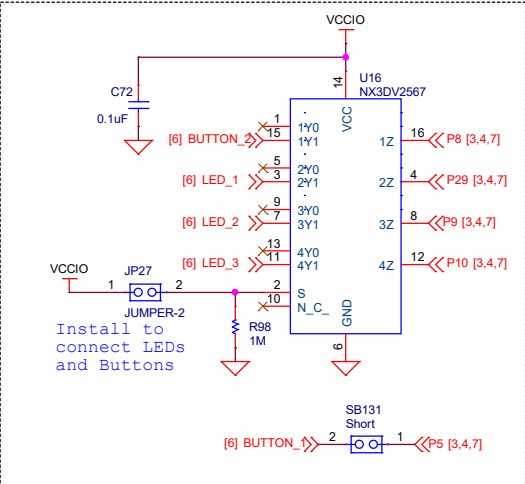 VCCIO
U16
NX3DV2567
C72
0.1uF
14
VCC
1 1Y0
[6] BUTTON_2 15 1Y1 1Z 16 P8 [3,4,7]
5 2Y0
[6] LED_1 3 2Y1 2Z 4 P29 [3,4,7]
9 3Y0
[6] LED_2 7 3Y1 3Z 8 P9 [3,4,7]
13 4Y0
[6] LED_3 11 4Y1 4Z 12 P10 [3,4,7]
VCCIO JP27
1 2 2 S
JUMPER-2 10 N_C_
GND
6
Install to
connect LEDs
and Buttons
R98
1M
SB131
Short
[6] BUTTON_1 2 1 P5 [3,4,7]